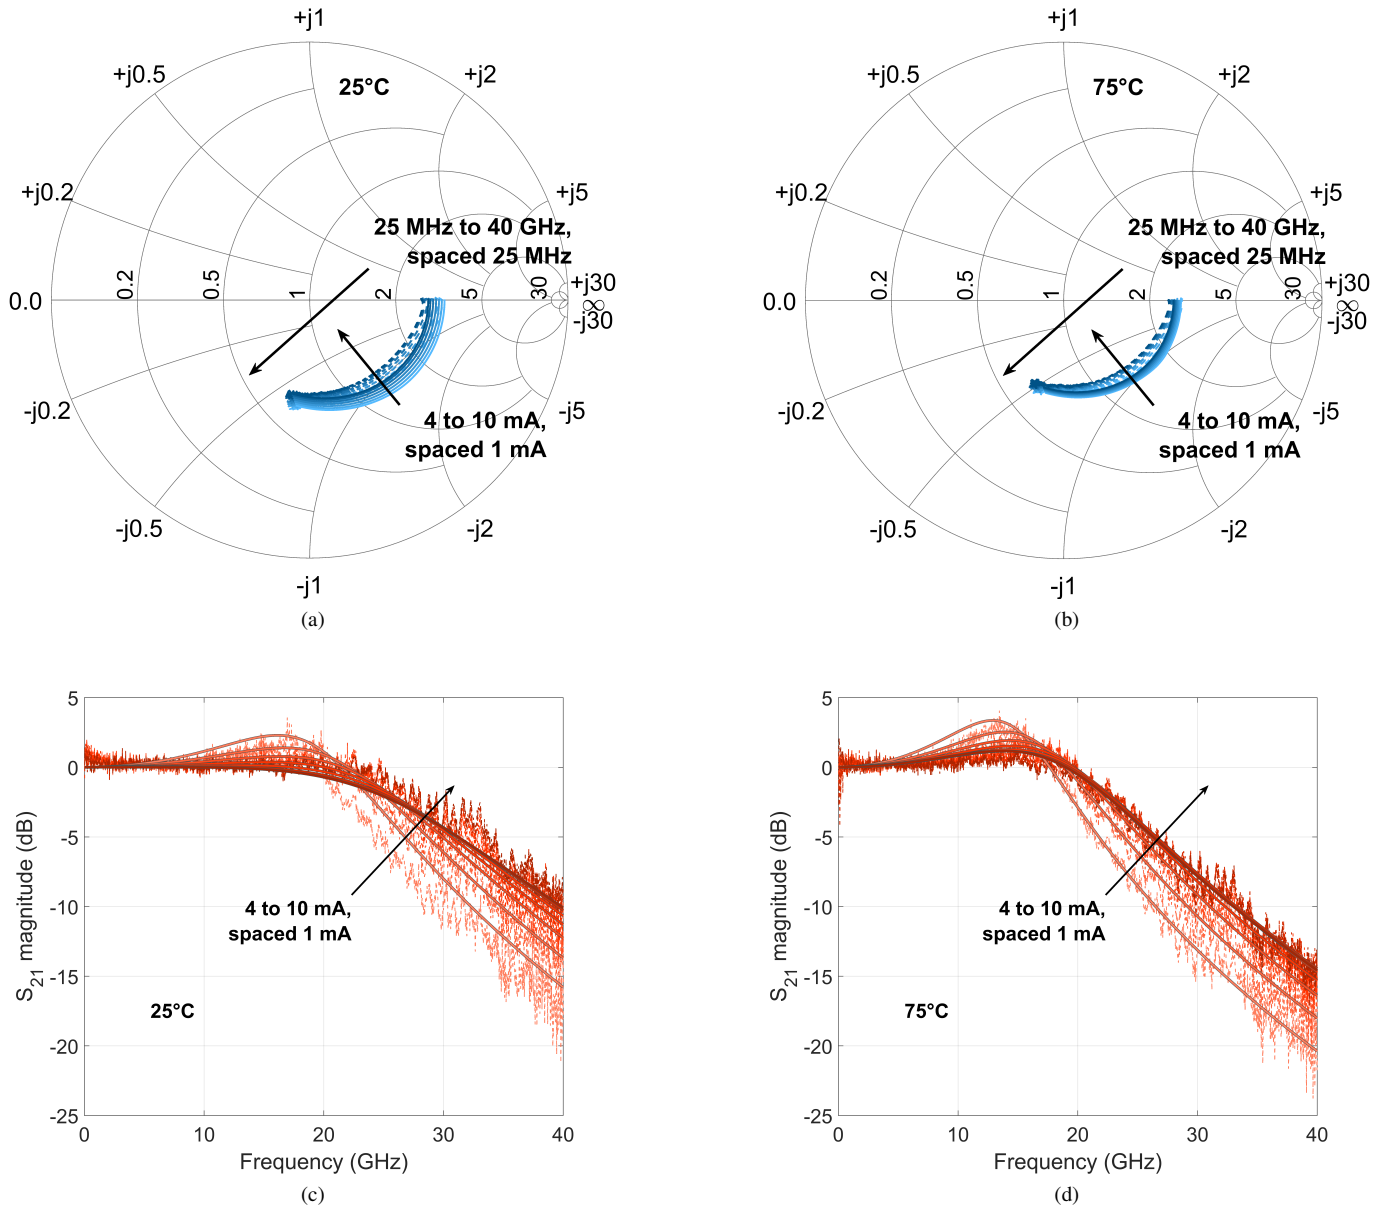 +j1
+j0.5
25°C
+j2
+j0.2
+j5
25 MHz to 40 GHz,
spaced 25 MHz
0.0
0.2
0.5
1
2
5
30
+j30
∞
-j30
-j0.2
-j5
4 to 10 mA,
spaced 1 mA
-j0.5
-j2
-j1
(a)
+j1
+j0.5
75°C
+j2
+j0.2
+j5
25 MHz to 40 GHz,
spaced 25 MHz
0.0
0.2
0.5
1
2
5
30
+j30
∞
-j30
-j0.2
-j5
4 to 10 mA,
spaced 1 mA
-j0.5
-j2
-j1
(b)
5
0
-5
-10
-15
-20
-25
S21 magnitude (dB)
4 to 10 mA,
spaced 1 mA
25°C
0 10 20 30 40
Frequency (GHz)
(c)
5
0
-5
-10
-15
-20
-25
S21 magnitude (dB)
4 to 10 mA,
spaced 1 mA
75°C
0 10 20 30 40
Frequency (GHz)
(d)